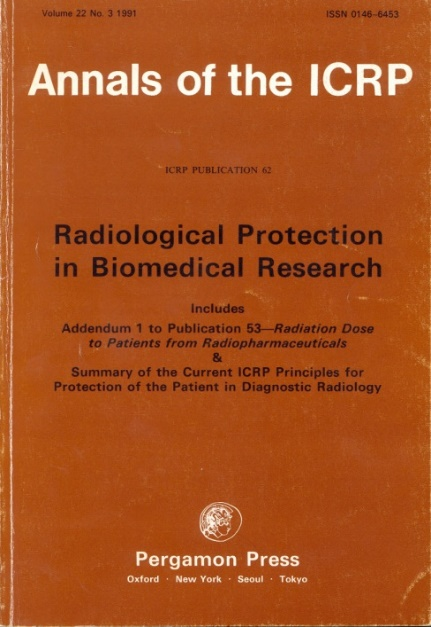 Volume 22 No. 3 1991
ISSN 0146-6453
Annals of the ICRP
ICRP PUBLICATION 62
Radiological Protection
in Biomedical Research
Includes
Addendum 1 to Publication 53—Radiation Dose
to Patients from Radiopharmaceuticals
&
Summary of the Current ICRP Principles for
Protection of the Patient in Diagnostic Radiology
Pergamon Press
Oxford · New York · Seoul · Tokyo